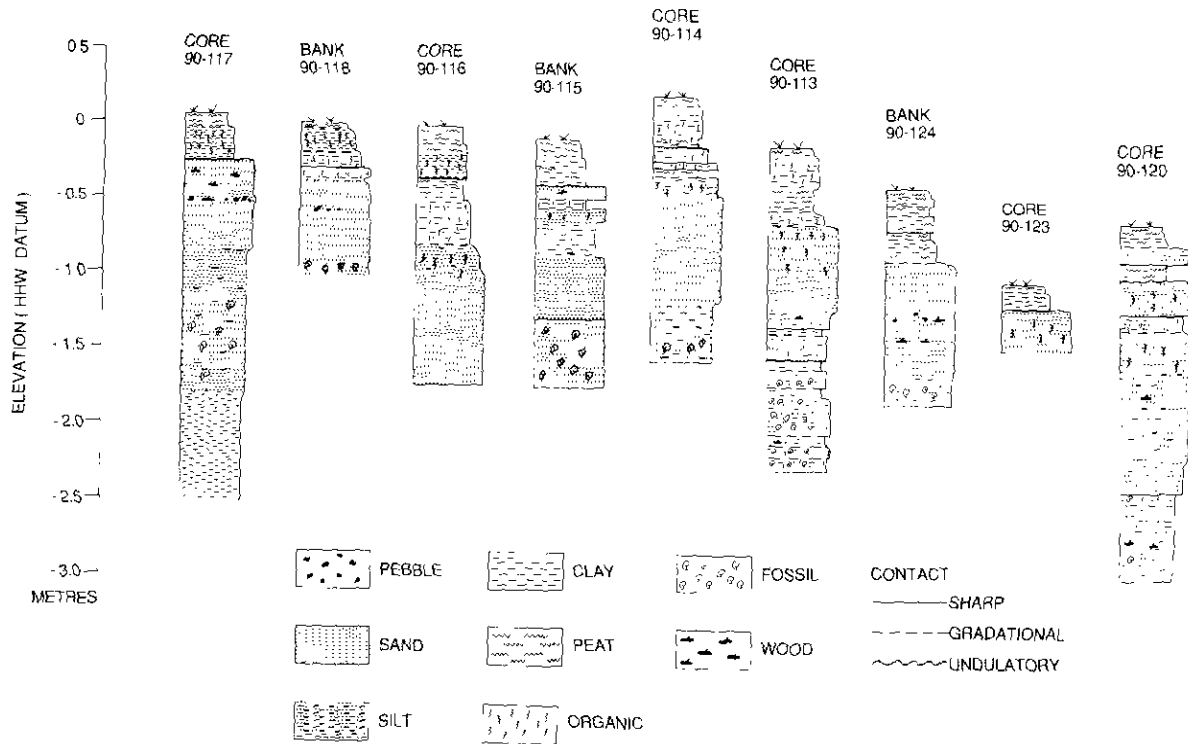 CORE
90-117
BANK
90-118
CORE
90-116
BANK
90-115
CORE
90-114
CORE
90-113
BANK
90-124
CORE
90-123
CORE
90-120
ELEVATION (HHW DATUM)
0.5
0
-0.5
-1.0
-1.5
-2.0
-2.5
-3.0
METRES
PEBBLE
CLAY
FOSSIL
CONTACT
SHARP
GRADATIONAL
UNDULATORY
SAND
PEAT
WOOD
SILT
ORGANIC